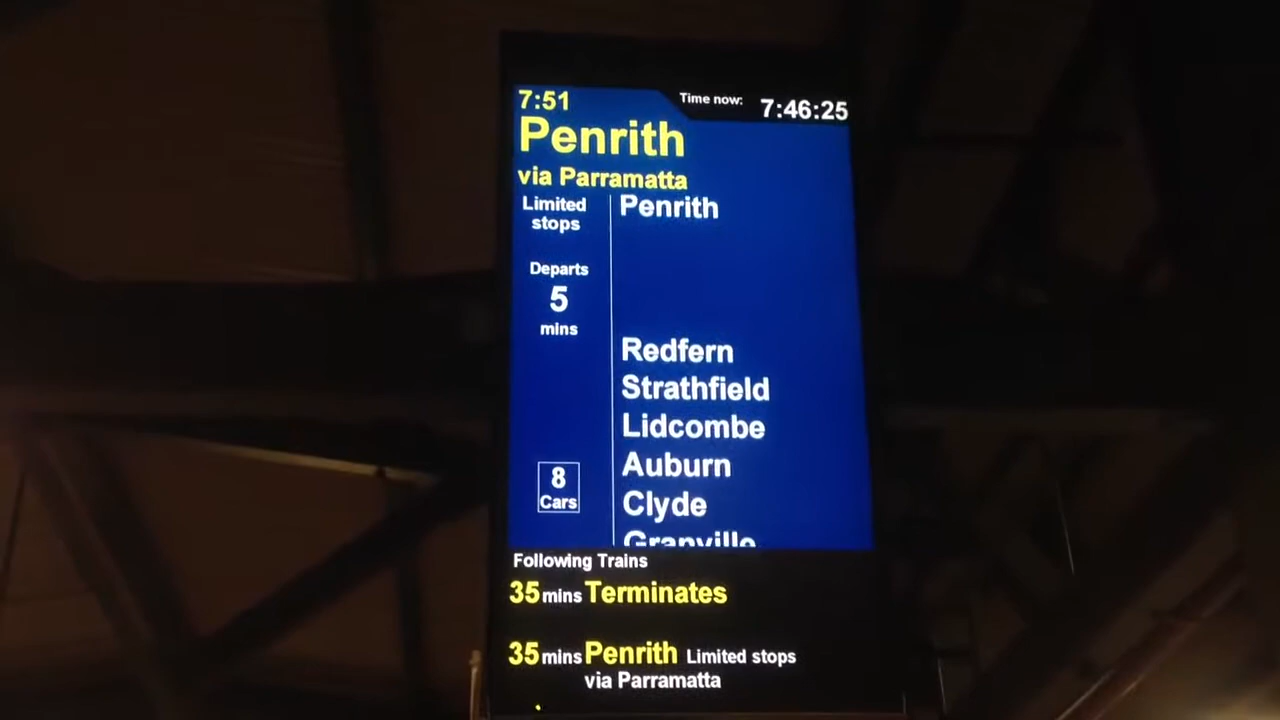 7:51
Time now: 7:46:25
Penrith
via Parramatta
Limited
stops
Departs
5
mins
8
Cars
Penrith
Redfern
Strathfield
Lidcombe
Auburn
Clyde
Granville
Following Trains
35 mins Terminates
35 mins Penrith Limited stops
via Parramatta